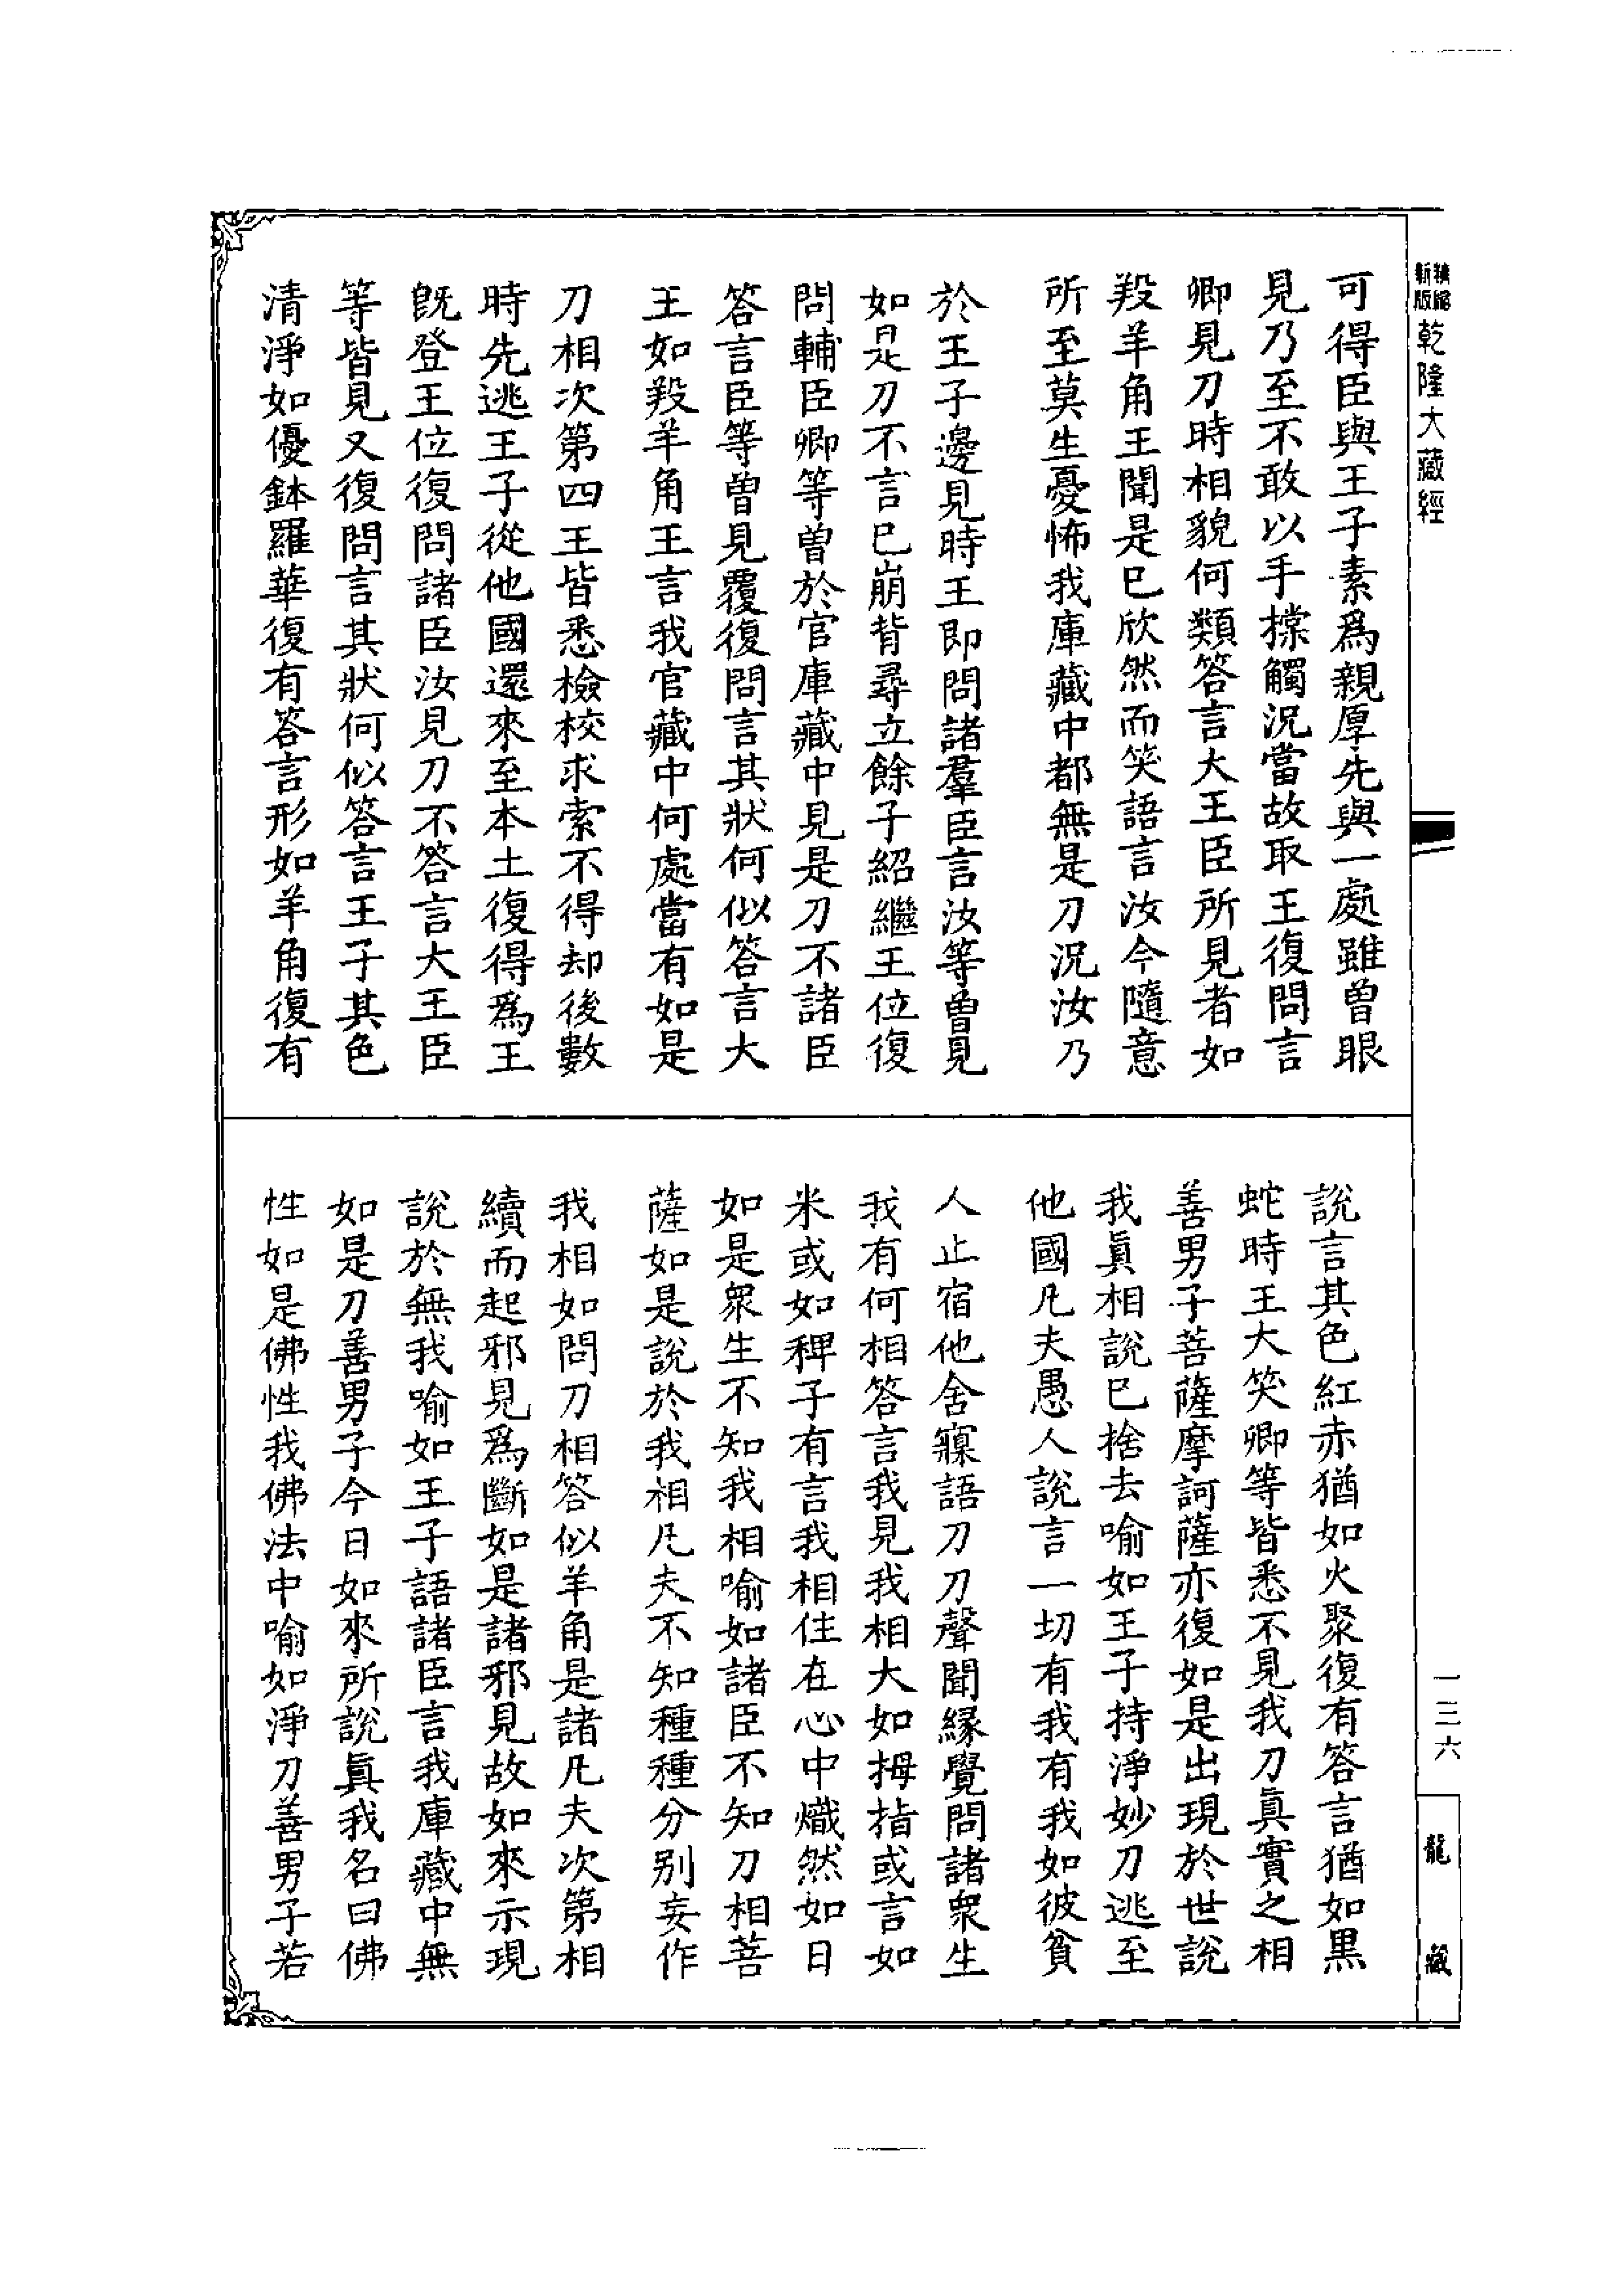 精縮新版乾隆大藏經
可得臣與王子素爲親厚先與一處雖曾眼
見乃至不敢以手摚觸況當故取王復問言
卿見刀時相貌何類答言大王臣所見者如
羖羊角王聞是已欣然而笑語言汝今隨意
所至莫生憂怖我庫藏中都無是刀況汝乃
於王子邊見時王即問諸羣臣言汝等曾見
如是刀不言已崩背尋立餘子紹繼王位復
問輔臣卿等曾於官庫藏中見是刀不諸臣
答言臣等曾見覆復問言其狀何似答言大
王如羖羊角王言我官藏中何處當有如是
刀相次第四王皆悉檢校求索不得却後數
時先逃王子從他國還來至本土復得爲王
旣登王位復問諸臣汝見刀不答言大王臣
等皆見又復問言其狀何似答言王子其色
清淨如優鉢羅華復有答言形如羊角復有
說言其色紅赤猶如火聚復有答言猶如黑
蛇時王大笑卿等皆悉不見我刀眞實之相
善男子菩薩摩訶薩亦復如是出現於世說
我眞相說已捨去喻如王子持淨妙刀逃至
他國凡夫愚人說言一切有我有我如彼貧
人止宿他舍寱語刀刀聲聞緣覺問諸衆生
我有何相答言我見我相大如拇指或言如
米或如稗子有言我相住在心中熾然如日
如是衆生不知我相喻如諸臣不知刀相菩
薩如是說於我相凡夫不知種種分別妄作
我相如問刀相答似羊角是諸凡夫次第相
續而起邪見爲斷如是諸邪見故如來示現
說於無我喻如王子語諸臣言我庫藏中無
如是刀善男子今日如來所說眞我名曰佛
性如是佛性我佛法中喻如淨刀善男子若
一三六
龍藏